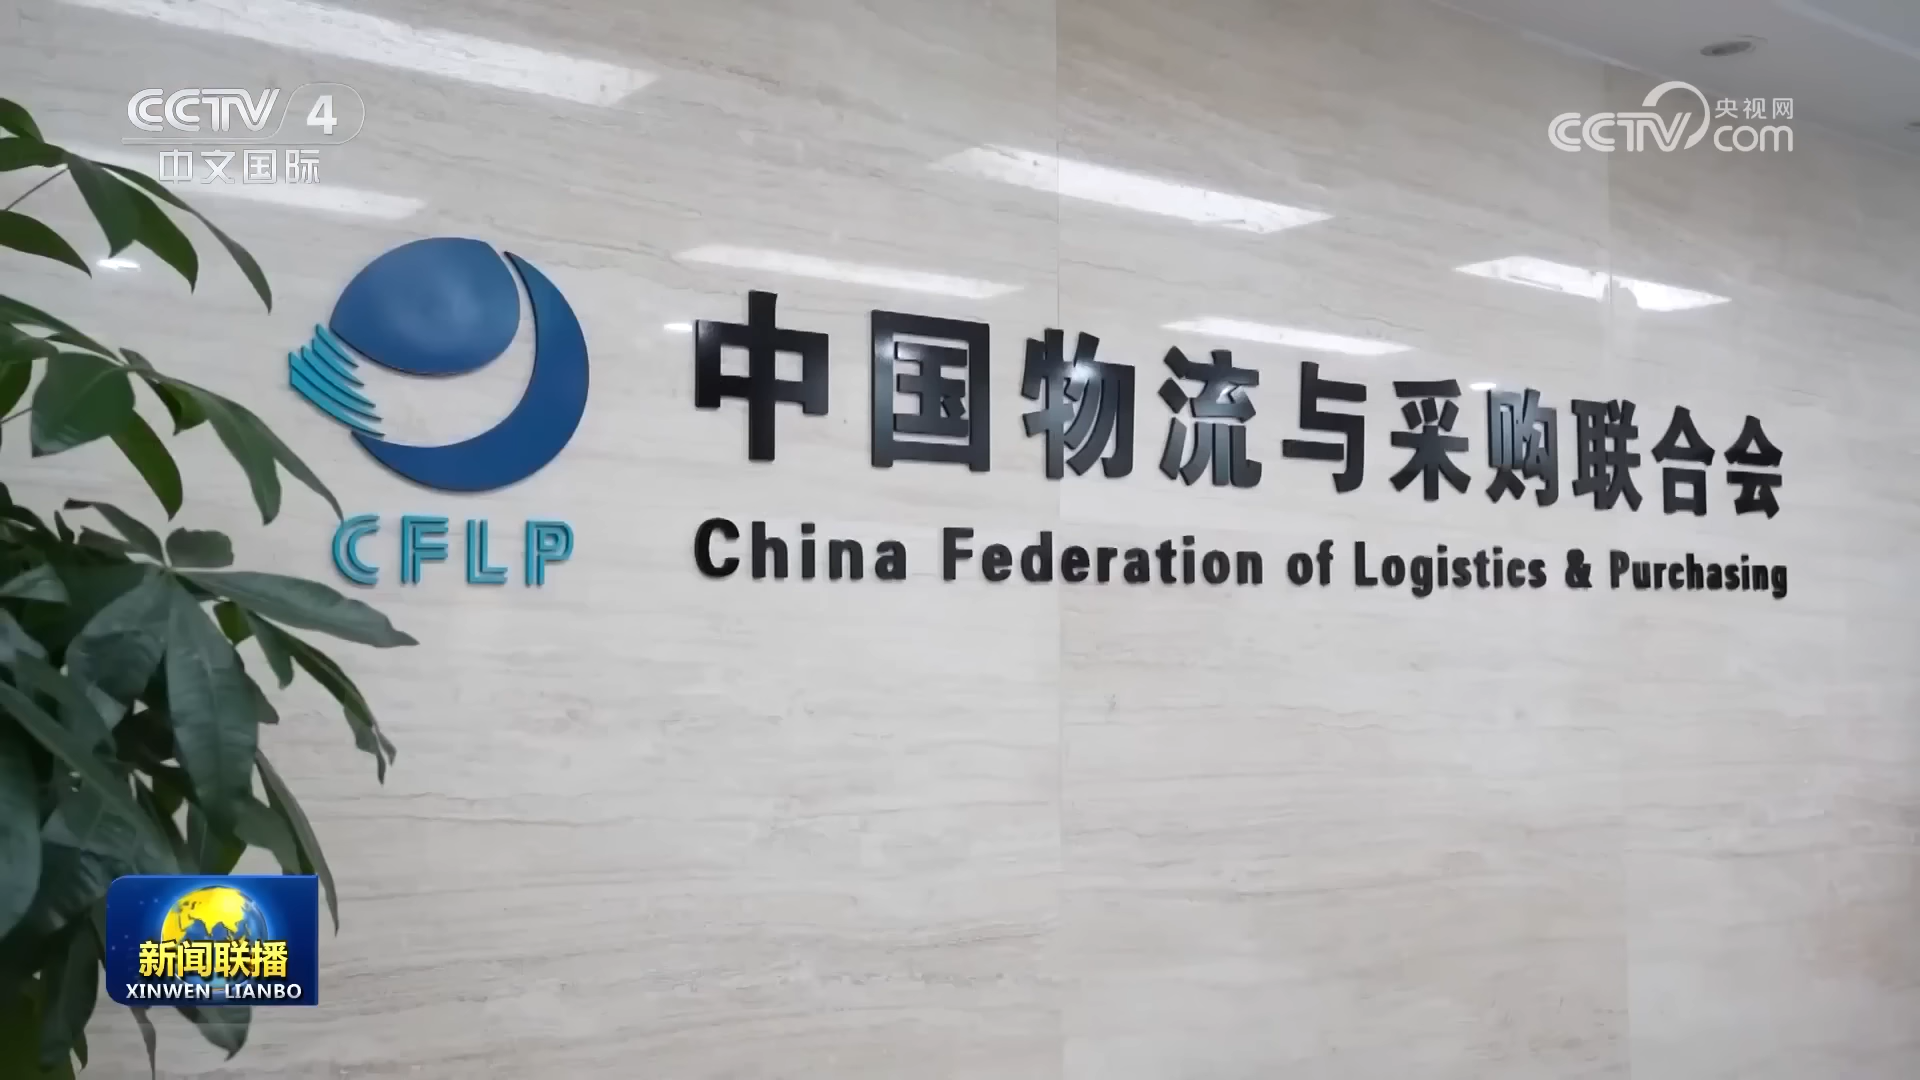 CCTV 4
中文国际
央视网
CCTV com
中国物流与采购联合会
CFLP
China Federation of Logistics & Purchasing
新闻联播
XINWEN LIANBO